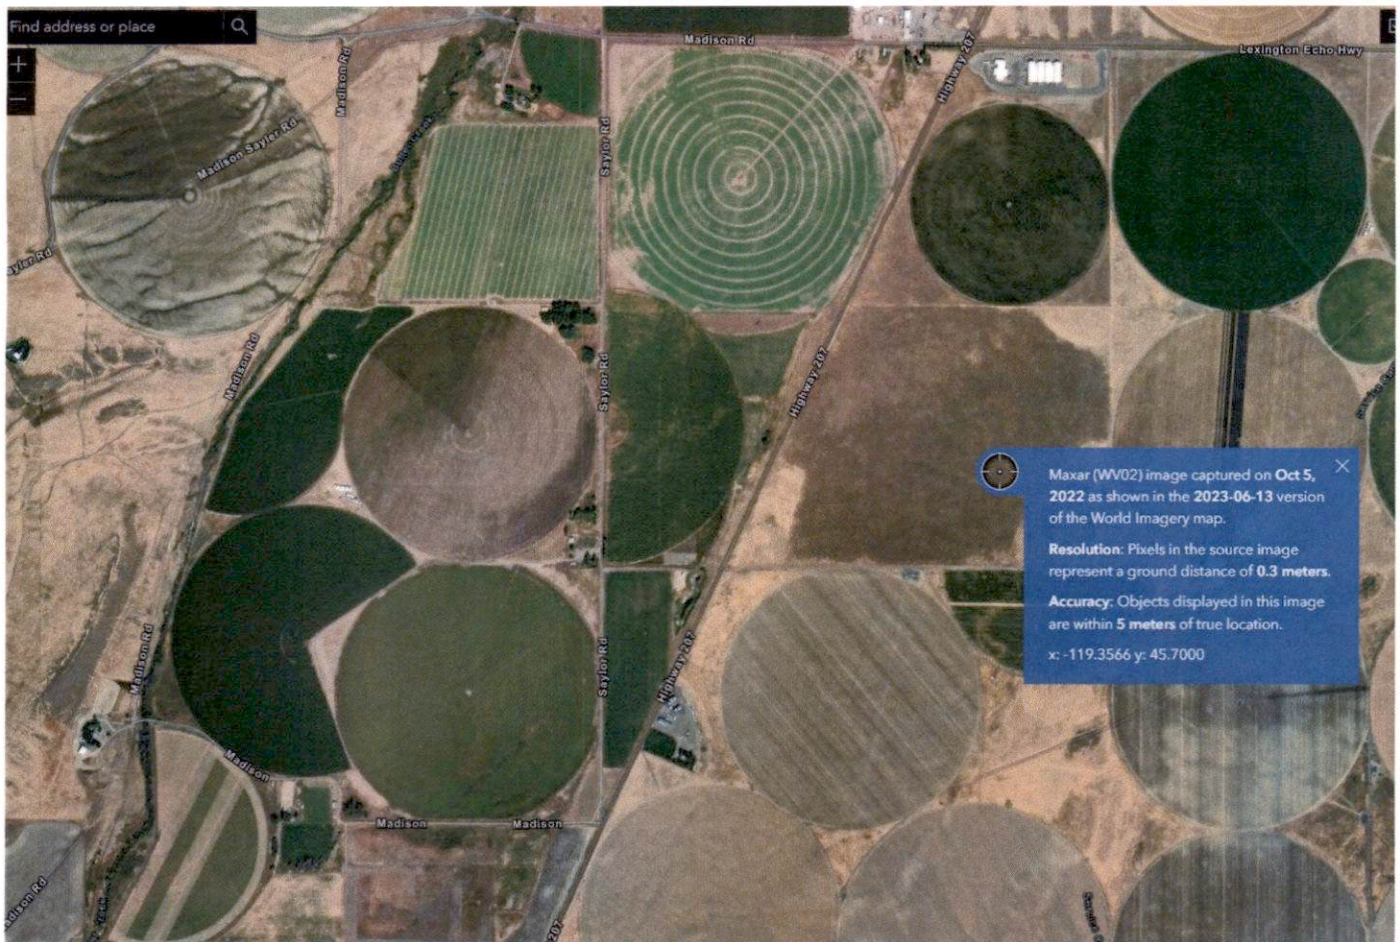 Find address or place
Madison Rd
Lexington Echo Hwy
Highway 207
Madison Rd
Saylor Rd
Madison Sayler Rd
ayler Rd
Madison Rd
Saylor Rd
Highway 207
Maxar (WV02) image captured on Oct 5,
2022 as shown in the 2023-06-13 version
of the World Imagery map.
Resolution: Pixels in the source image
represent a ground distance of 0.3 meters.
Accuracy: Objects displayed in this image
are within 5 meters of true location.
x: -119.3566 y: 45.7000
Madison Rd
Saylor Rd
Highway 207
Madison
Madison
Madison
adison Rd
207